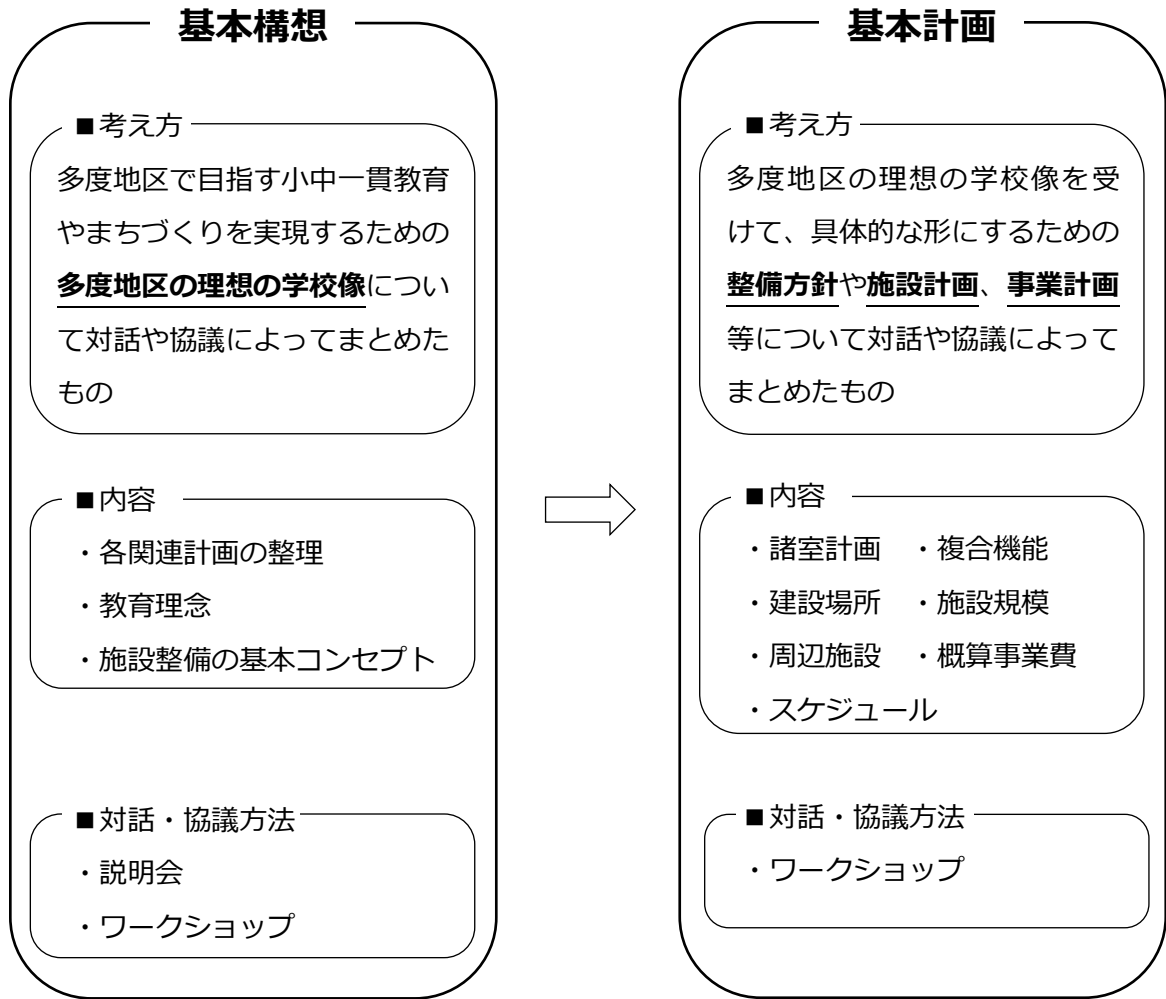 基本構想
■考え方
多度地区で目指す小中一貫教育
やまちづくりを実現するための
多度地区の理想の学校像につい
て対話や協議によってまとめた
もの
■内容
・各関連計画の整理
・教育理念
・施設整備の基本コンセプト
■対話・協議方法
・説明会
・ワークショップ
基本計画
■考え方
多度地区の理想の学校像を受
けて、具体的な形にするための
整備方針や施設計画、事業計画
等について対話や協議によって
まとめたもの
■内容
・諸室計画　・複合機能
・建設場所　・施設規模
・周辺施設　・概算事業費
・スケジュール
■対話・協議方法
・ワークショップ